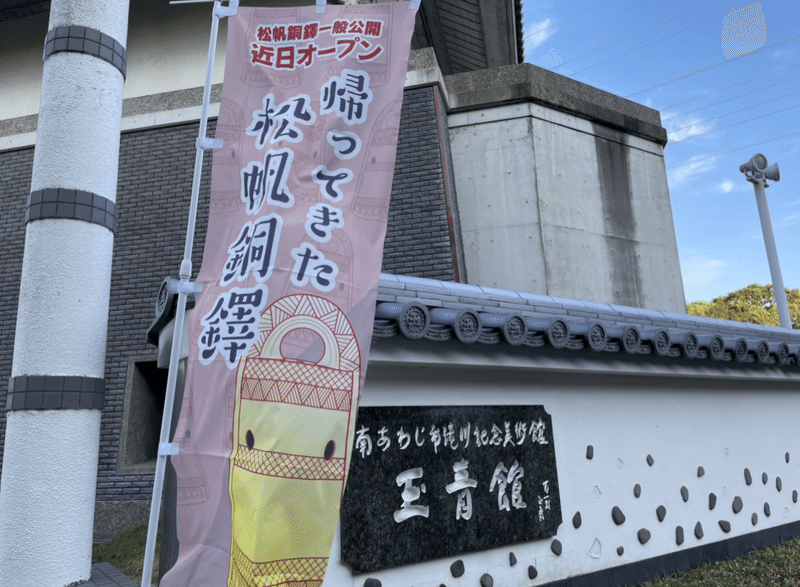 松帆銅鐸一般公開
近日オープン
帰ってきた
松帆銅鐸
南あわじ市滝川記念美術館
玉青館